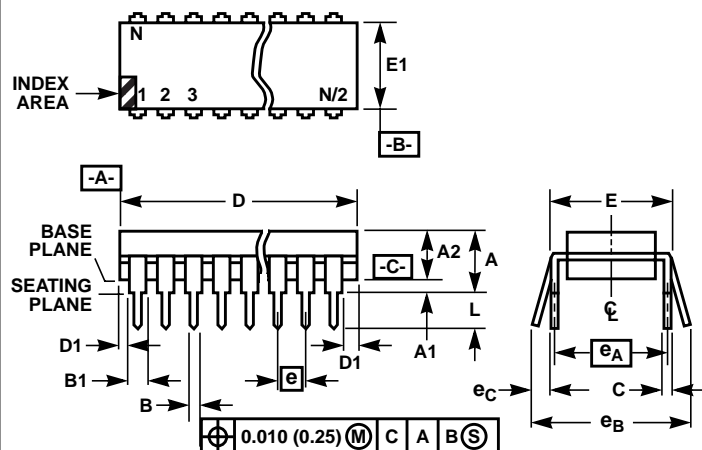 N
INDEX
AREA
1 2 3 N/2
E1
-B-
-A-
D
E
BASE
PLANE
A2
A
-C-
SEATING
PLANE
L
C
L
D1
A1
D1
eA
B1
e
eC
C
B
eB
0.010 (0.25) M C A B S